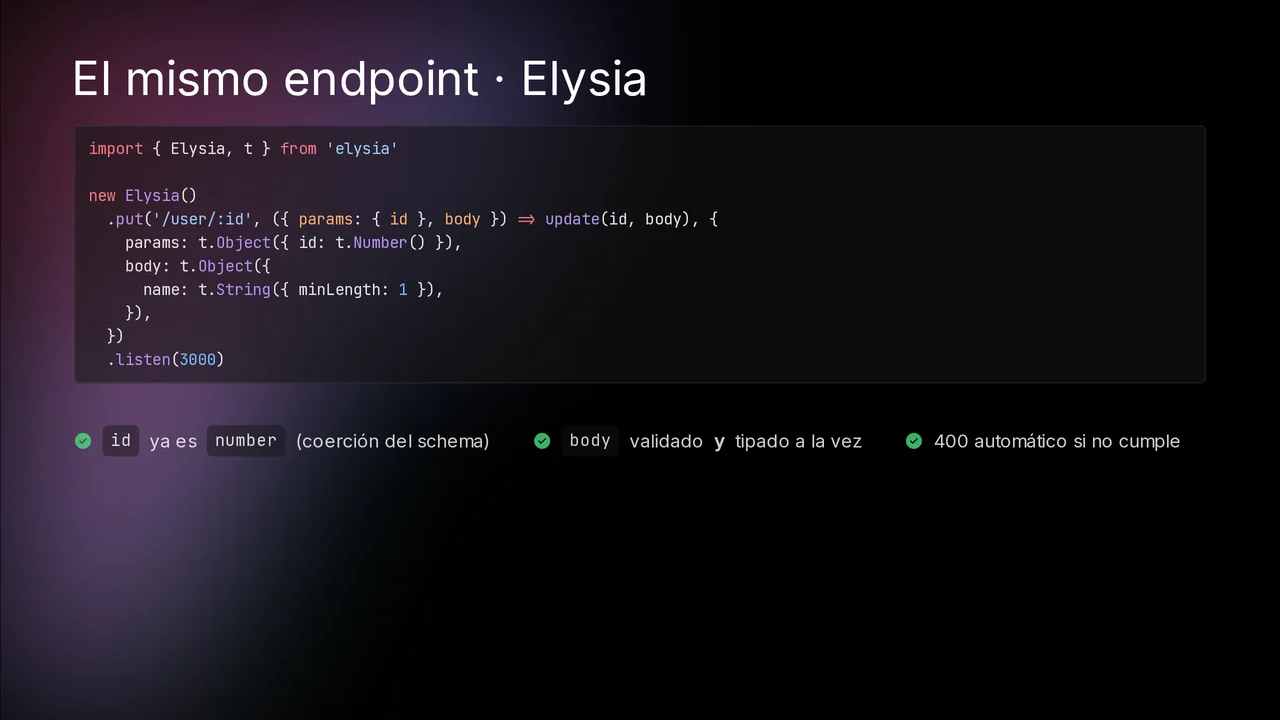 El mismo endpoint · Elysia
import { Elysia, t } from 'elysia'
new Elysia()
  .put('/user/:id', ({ params: { id }, body }) => update(id, body), {
    params: t.Object({ id: t.Number() }),
    body: t.Object({
      name: t.String({ minLength: 1 }),
    }),
  })
  .listen(3000)
id ya es number (coerción del schema) body validado y tipado a la vez 400 automático si no cumple